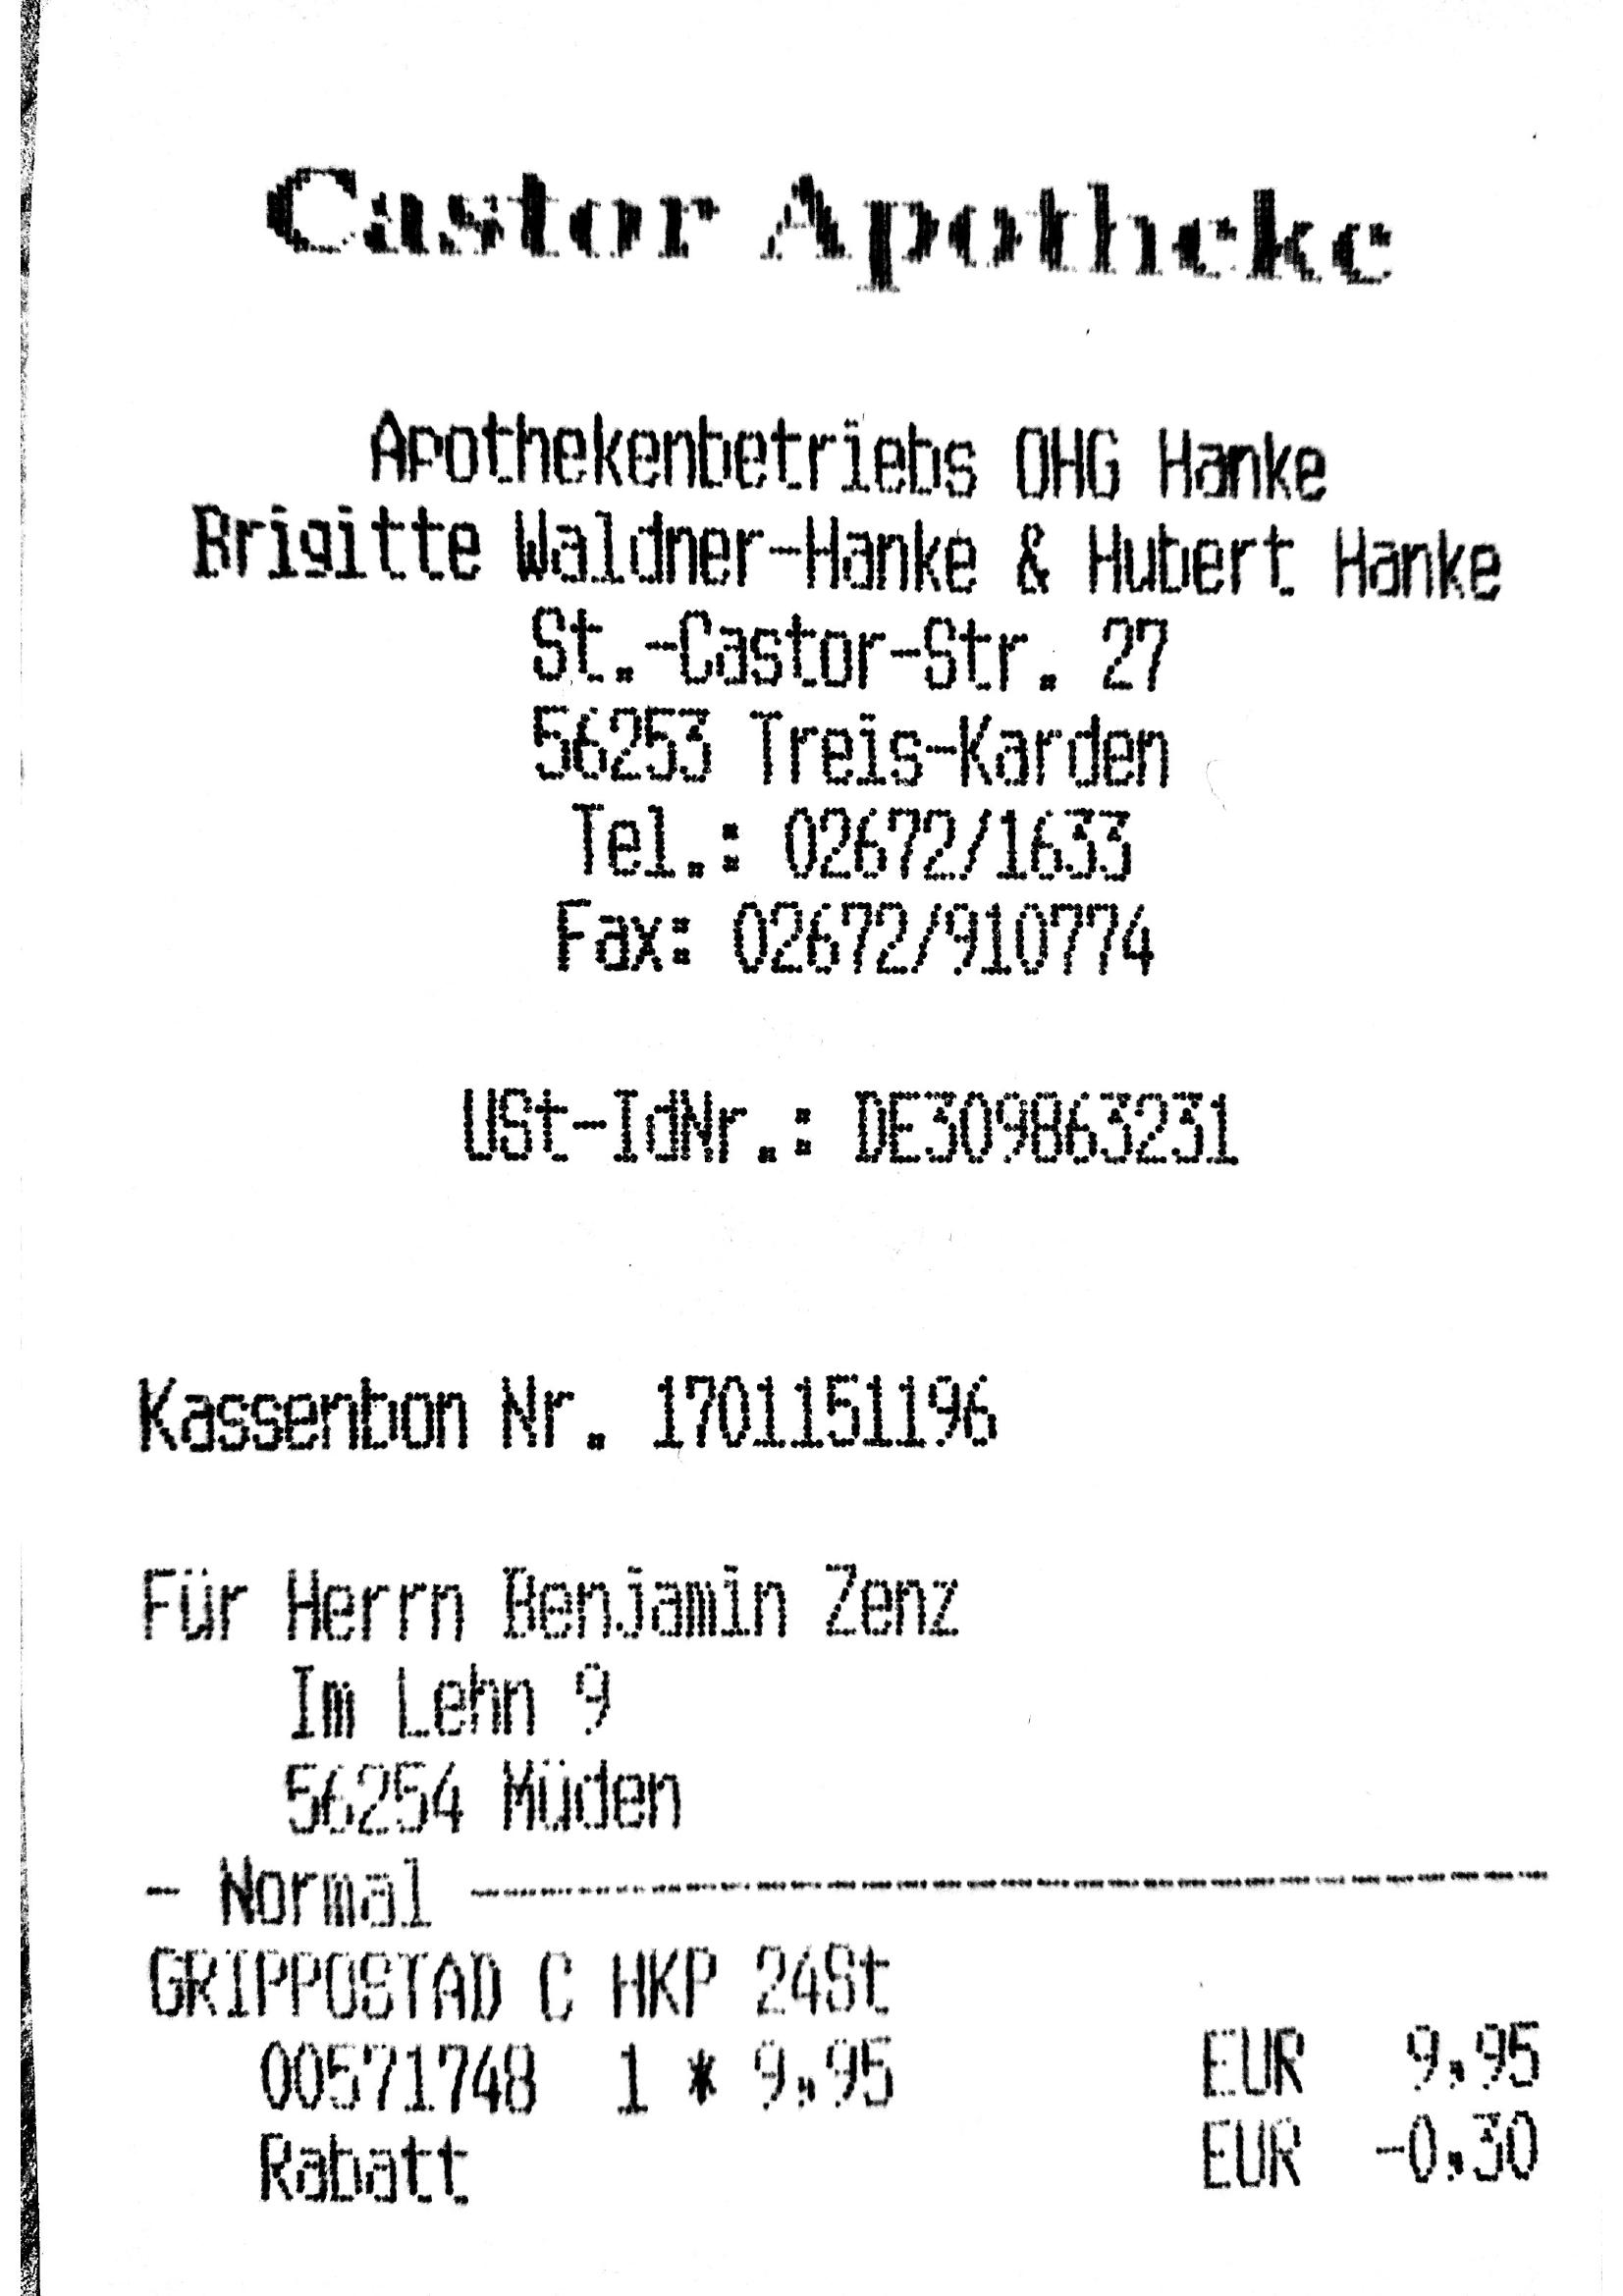 Castor Apotheke
Apothekenbetriebs OHG Hanke
Brigitte Waldner-Hanke & Hubert Hanke
St.-Castor-Str. 27
56253 Treis-Karden
Tel.: 02672/1633
Fax: 02672/910774
USt-IdNr.: DE309863231
Kassenbon Nr. 1701151196
Für Herrn Benjamin Zenz
Im Lehn 9
56254 Müden
- Normal ------------------------------
GRIPPOSTAD C HKP 24St
00571748 1 * 9,95 EUR 9,95
Rabatt EUR -0,30